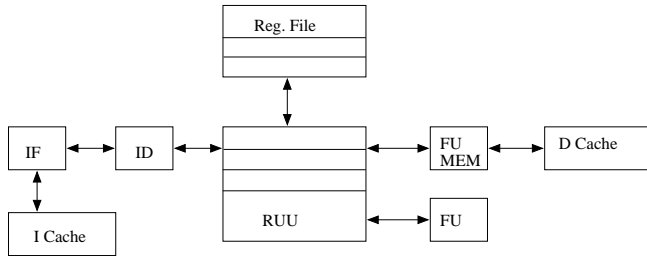 Reg. File
IF
ID
FU
MEM
D Cache
I Cache
RUU
FU